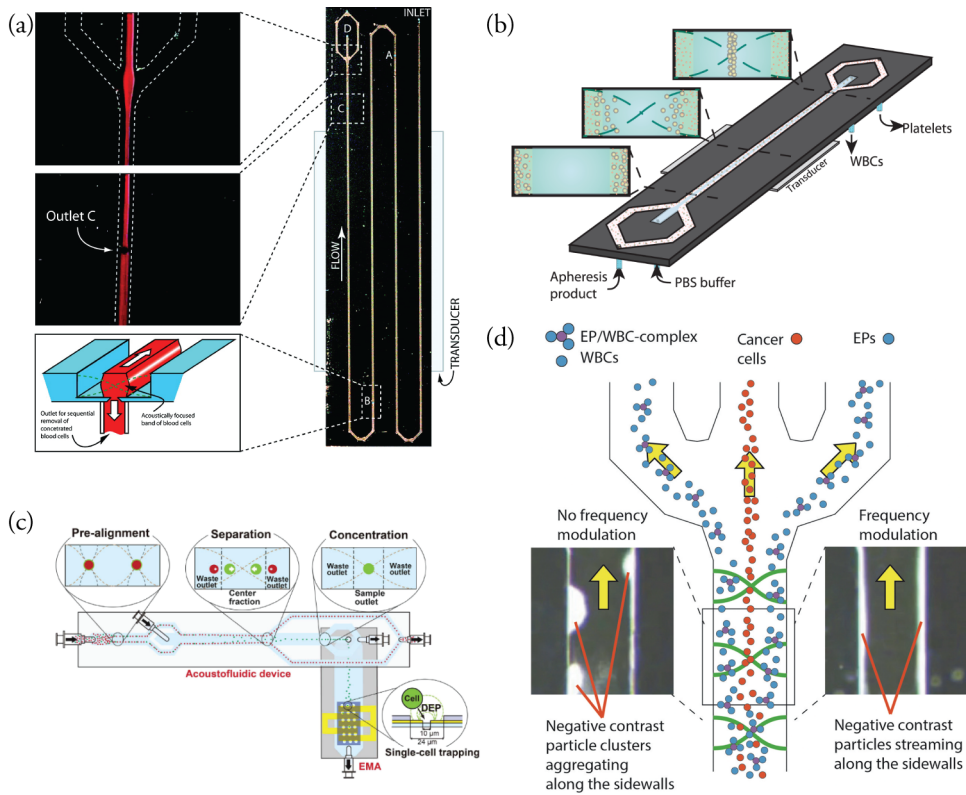 (a)
INLET
D
A
C
Outlet C
FLOW
TRANSDUCER
B
Outlet for sequential
removal of
concetrated
blood cells
Acoustically focused
band of blood cells
(b)
Platelets
WBCs
Transducer
Apheresis
product
PBS buffer
(c)
Pre-alignment
Separation
Concentration
Waste
outlet
Waste
outlet
Center
fraction
Waste
outlet
Waste
outlet
Sample
outlet
Acoustofluidic device
Cell
DEP
10 µm
24 µm
Single-cell trapping
EMA
(d)
EP/WBC-complex
WBCs
Cancer
cells
EPs
No frequency
modulation
Frequency
modulation
Negative contrast
particle clusters
aggregating
along the sidewalls
Negative contrast
particles streaming
along the sidewalls